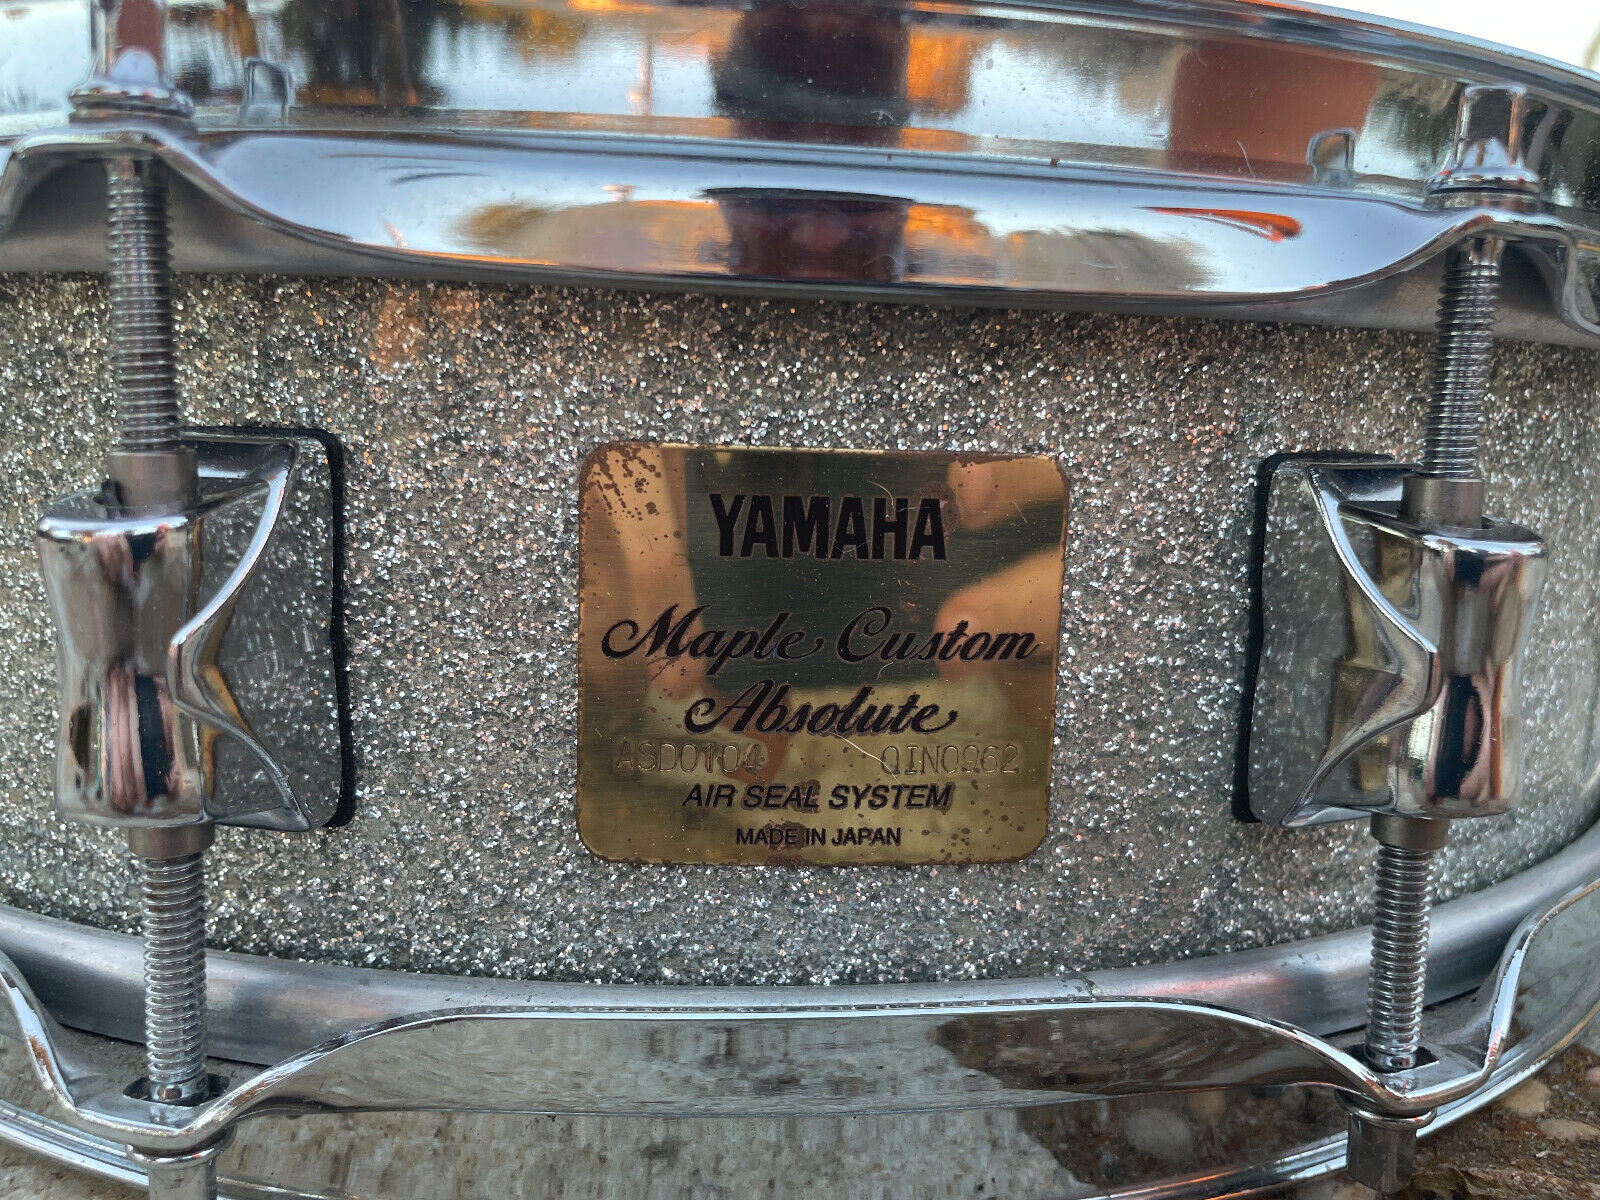 YAMAHA
Maple Custom
Absolute
ASD0104 QIN0962
AIR SEAL SYSTEM
MADE IN JAPAN